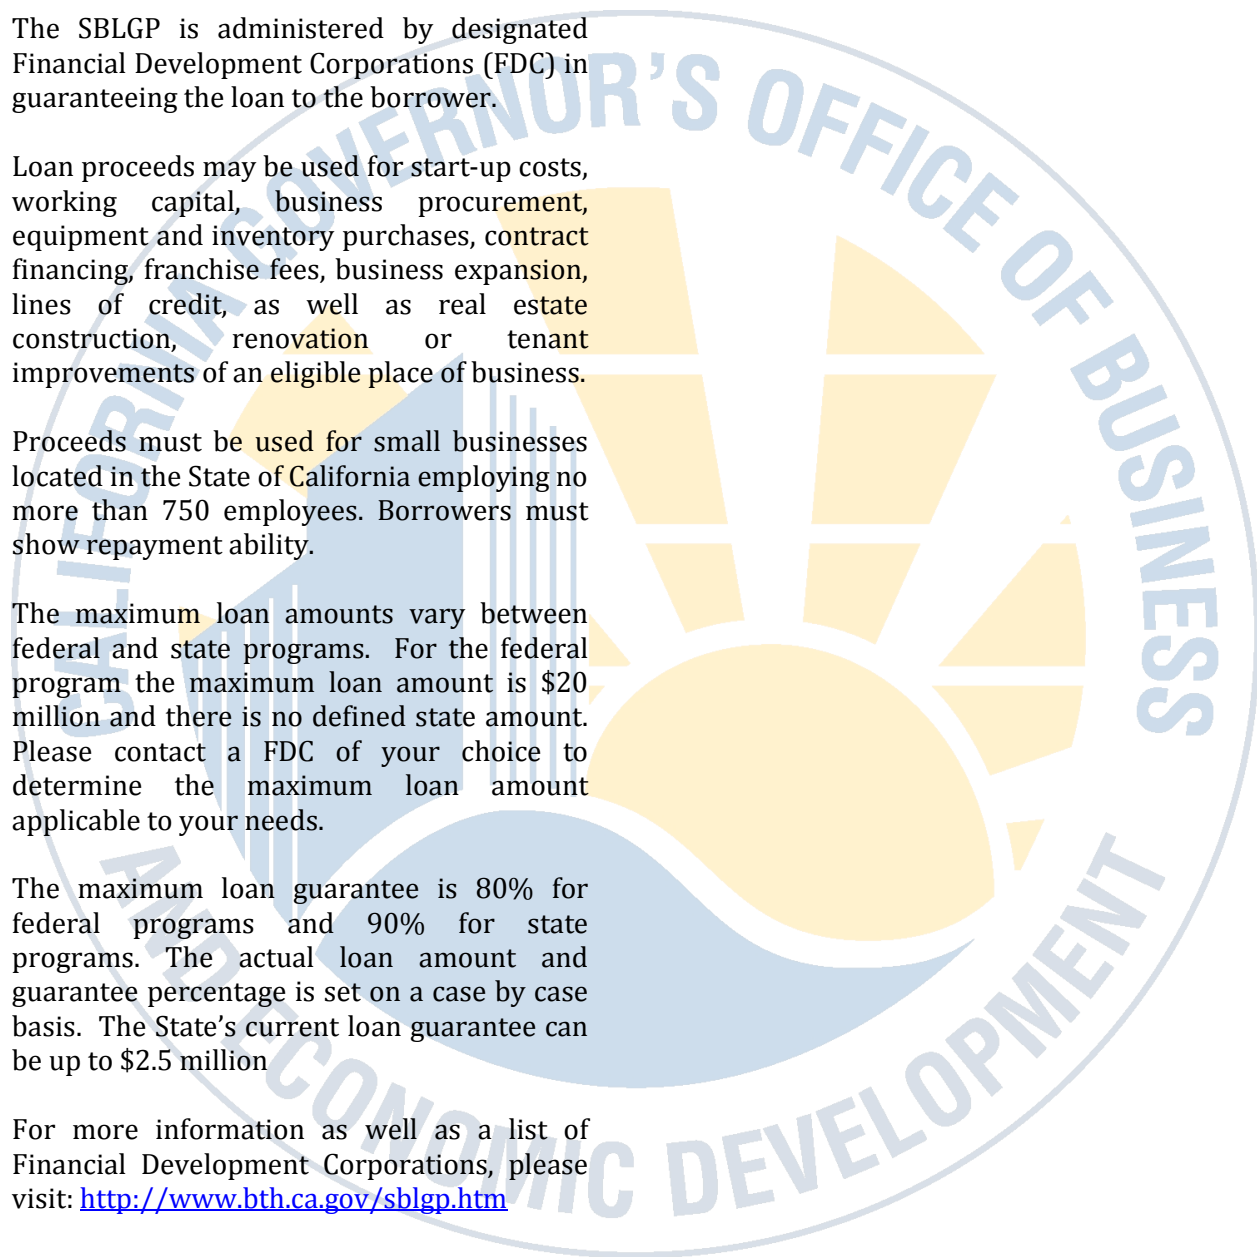 The SBLGP is administered by designated
Financial Development Corporations (FDC) in
guaranteeing the loan to the borrower.
Loan proceeds may be used for start-up costs,
working capital, business procurement,
equipment and inventory purchases, contract
financing, franchise fees, business expansion,
lines of credit, as well as real estate
construction, renovation or tenant
improvements of an eligible place of business.
Proceeds must be used for small businesses
located in the State of California employing no
more than 750 employees. Borrowers must
show repayment ability.
The maximum loan amounts vary between
federal and state programs.  For the federal
program the maximum loan amount is $20
million and there is no defined state amount.
Please contact a FDC of your choice to
determine the maximum loan amount
applicable to your needs.
The maximum loan guarantee is 80% for
federal programs and 90% for state
programs. The actual loan amount and
guarantee percentage is set on a case by case
basis.  The State’s current loan guarantee can
be up to $2.5 million
For more information as well as a list of
Financial Development Corporations, please
visit: http://www.bth.ca.gov/sblgp.htm
CALIFORNIA GOVERNOR’S OFFICE OF BUSINESS
AND ECONOMIC DEVELOPMENT